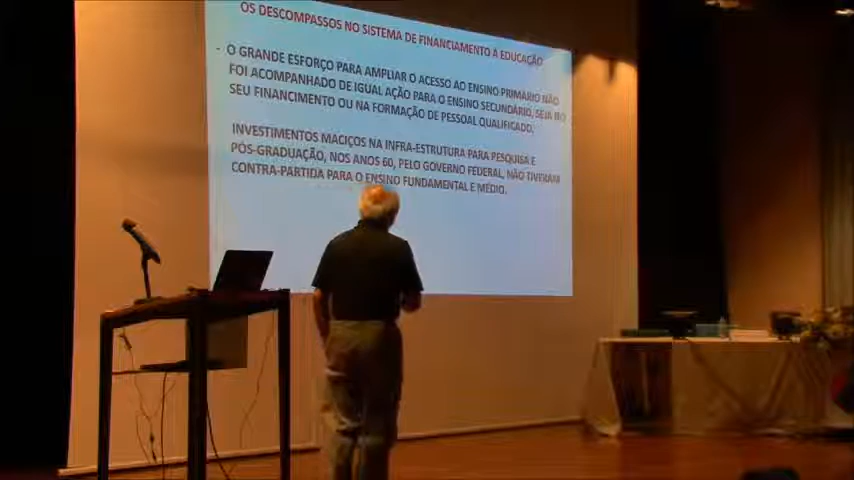 OS DESCOMPASSOS NO SISTEMA DE FINANCIAMENTO À EDUCAÇÃO
O GRANDE ESFORÇO PARA AMPLIAR O ACESSO AO ENSINO PRIMÁRIO NÃO
FOI ACOMPANHADO DE IGUAL AÇÃO PARA O ENSINO SECUNDÁRIO, SEJA NO
SEU FINANCIAMENTO OU NA FORMAÇÃO DE PESSOAL QUALIFICADO.
INVESTIMENTOS MACIÇOS NA INFRA-ESTRUTURA PARA PESQUISA E
PÓS-GRADUAÇÃO, NOS ANOS 60, PELO GOVERNO FEDERAL, NÃO TIVERAM
CONTRA-PARTIDA PARA O ENSINO FUNDAMENTAL E MÉDIO.